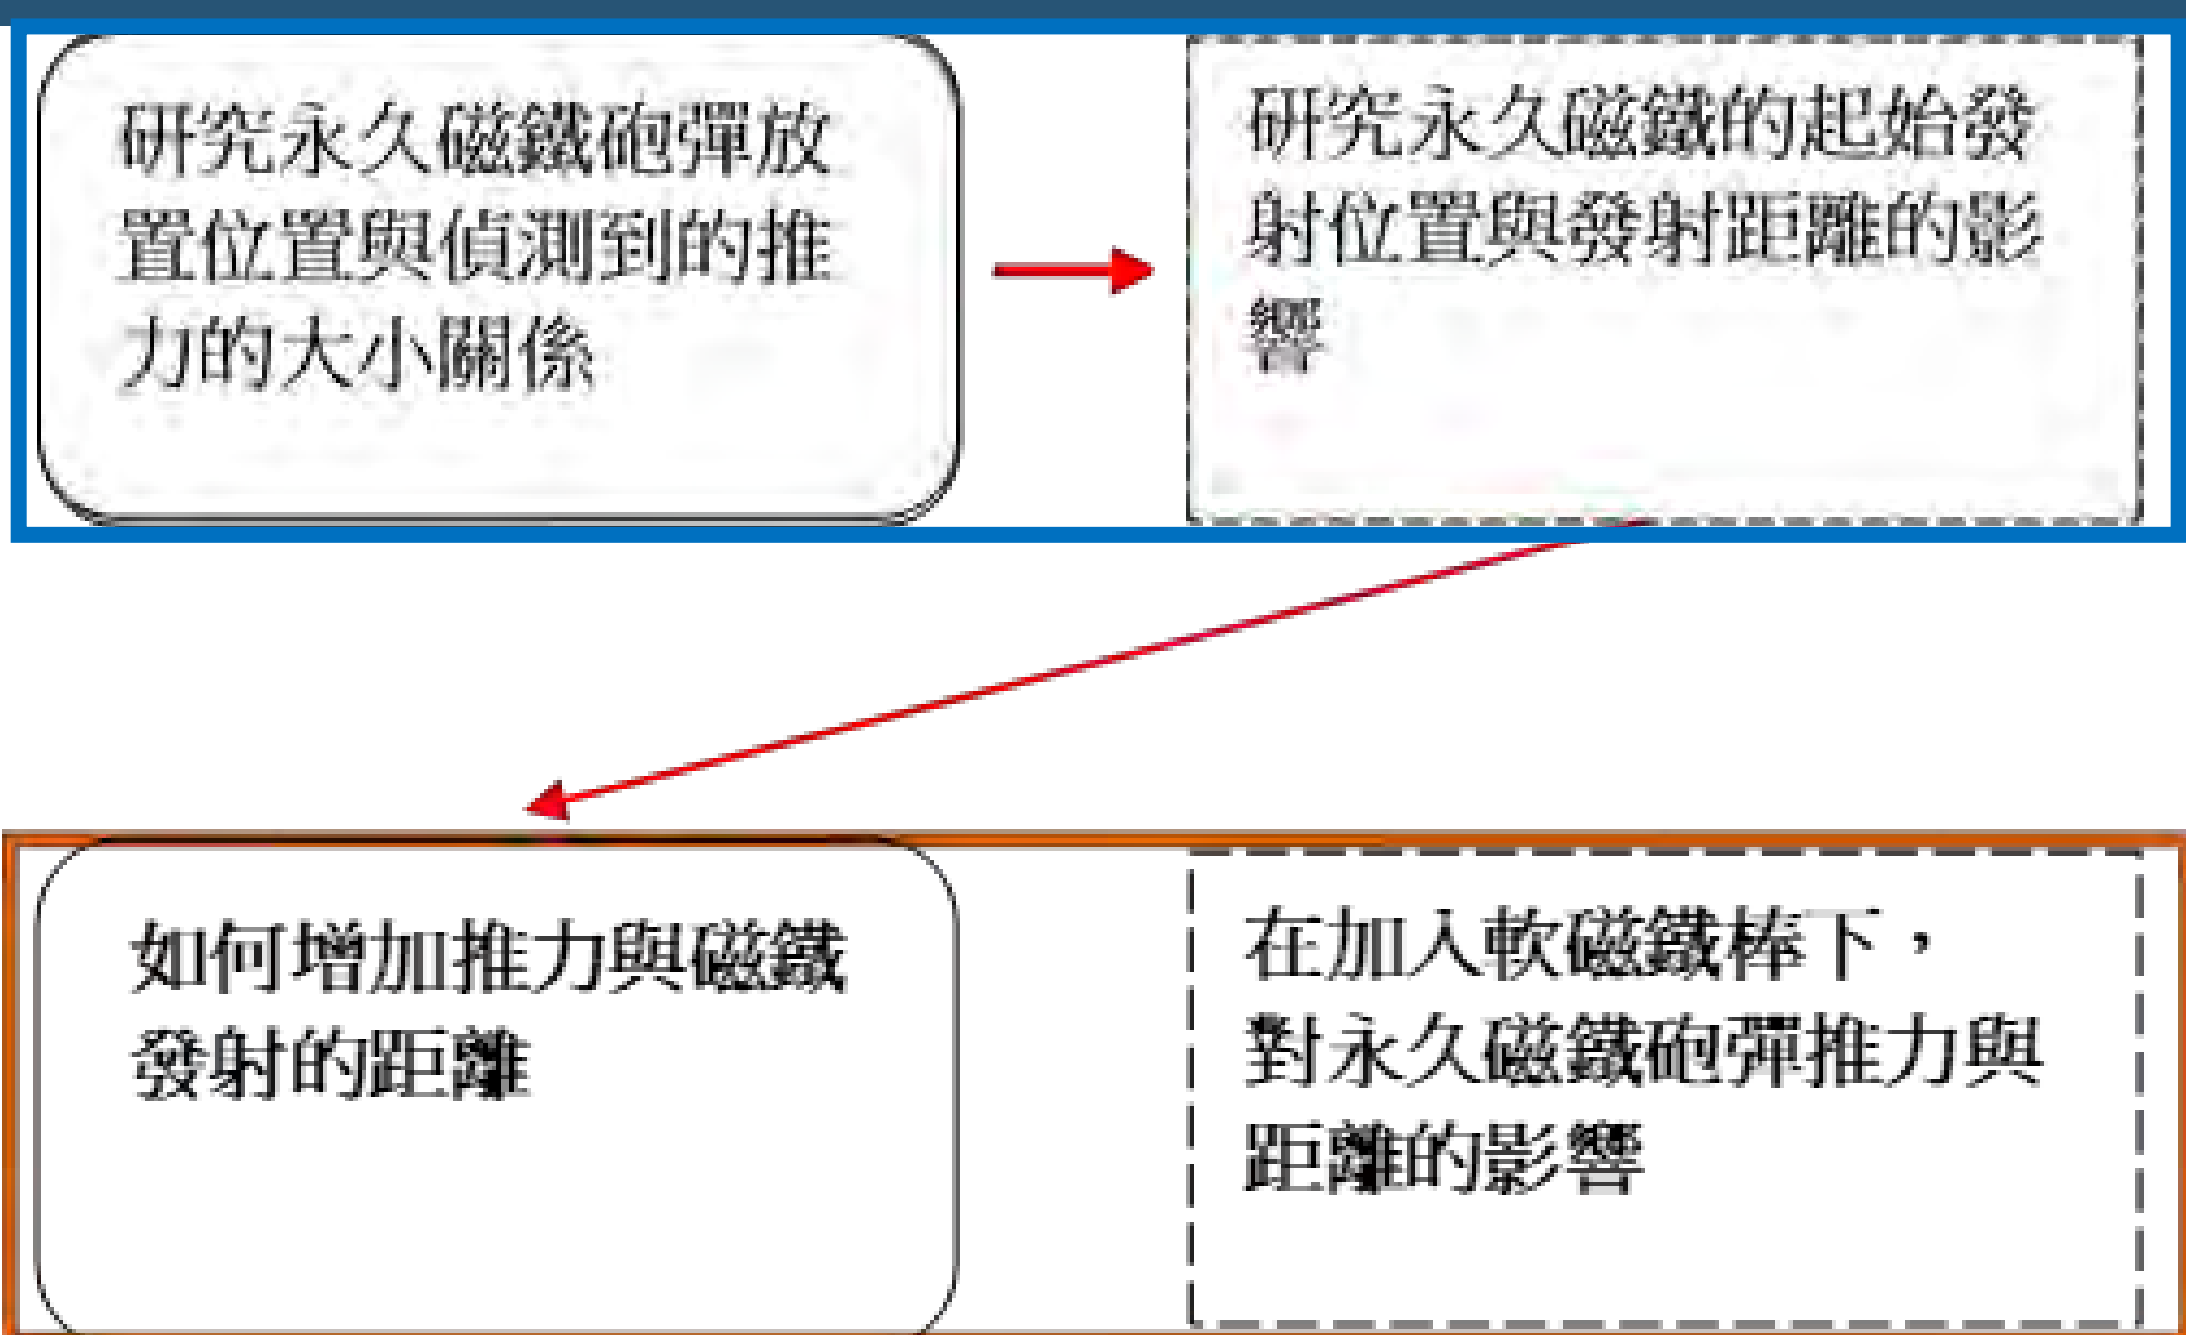 研究永久磁鐵砲彈放
置位置與偵測到的推
力的大小關係
研究永久磁鐵的起始發
射位置與發射距離的影
響
如何增加推力與磁鐵
發射的距離
在加入軟磁鐵棒下，
對永久磁鐵砲彈推力與
距離的影響